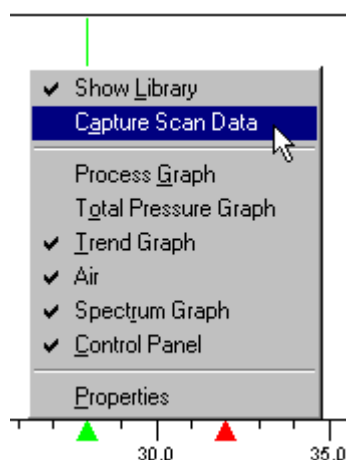 Show Library
Capture Scan Data
Process Graph
Total Pressure Graph
Trend Graph
Air
Spectrum Graph
Control Panel
Properties
30.0 35.0